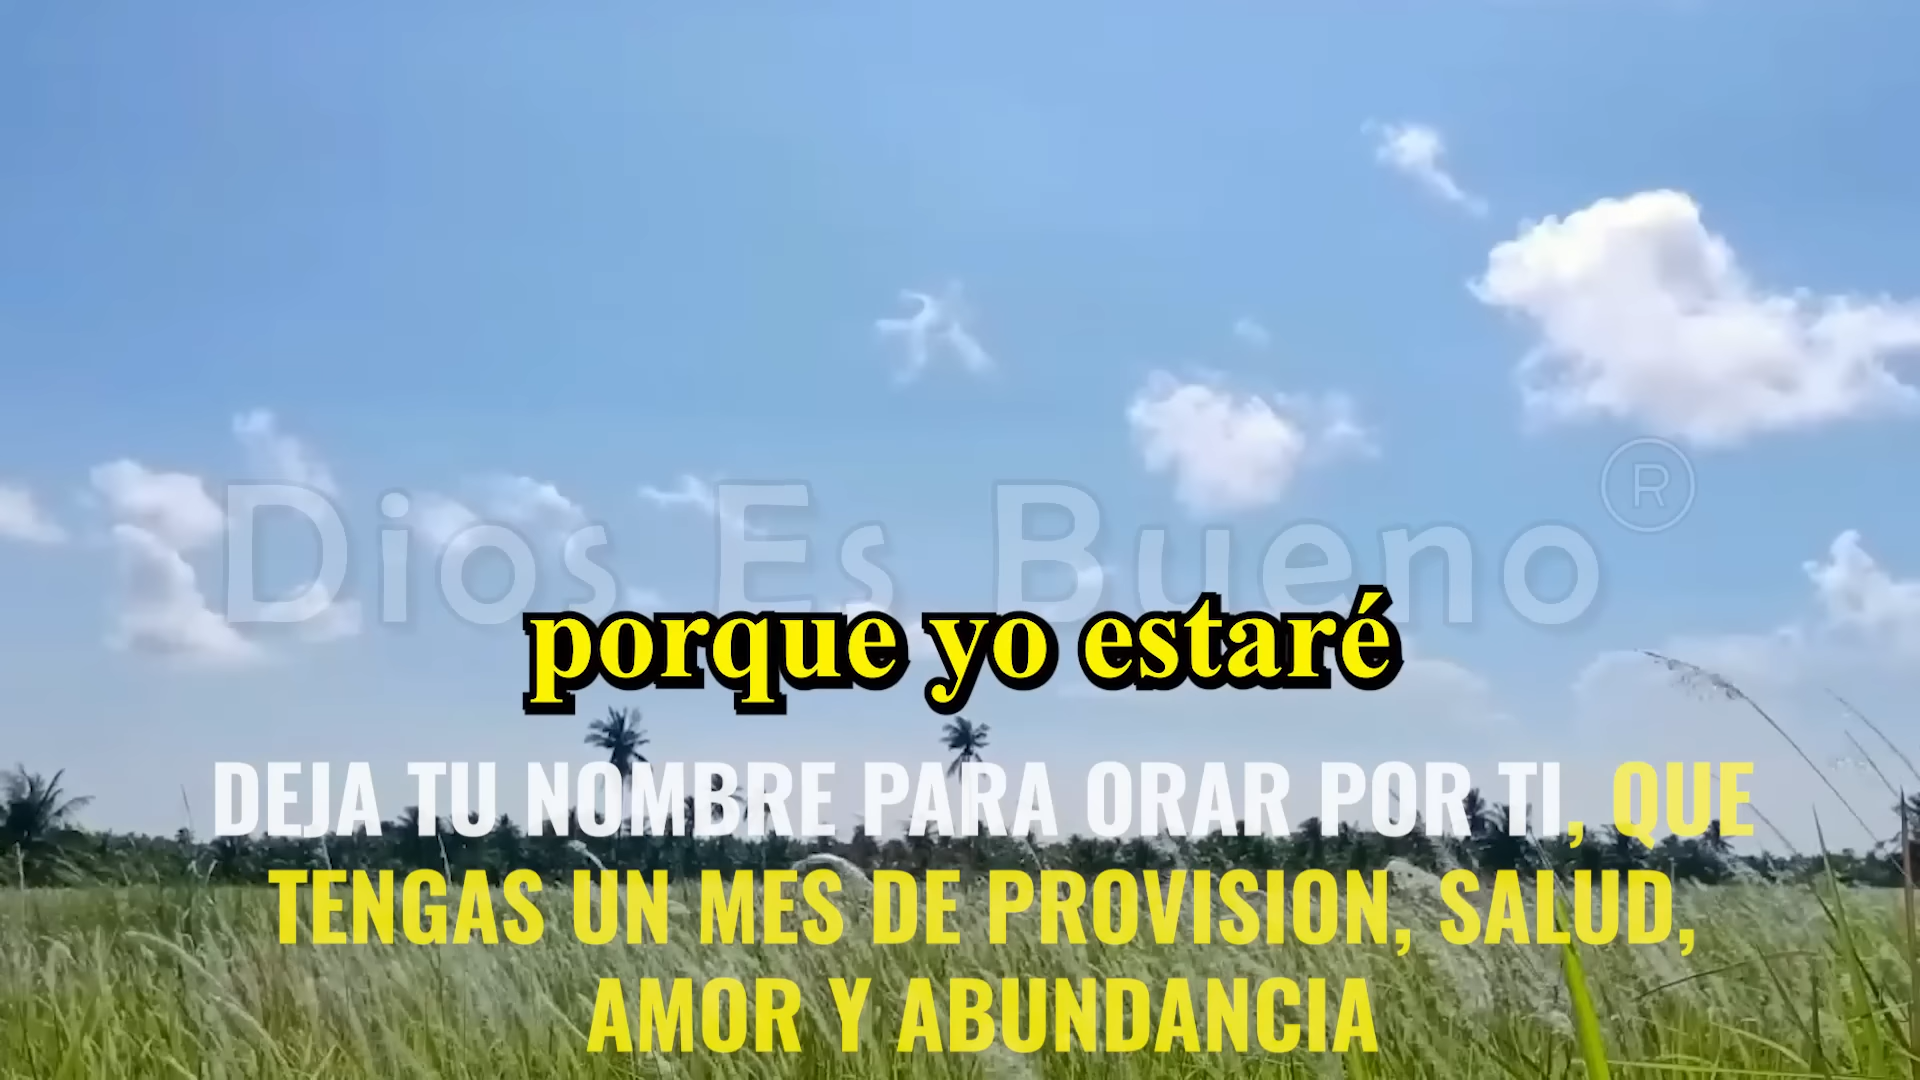 Dios Es Bueno®
porque yo estaré
DEJA TU NOMBRE PARA ORAR POR TI, QUE
TENGAS UN MES DE PROVISION, SALUD,
AMOR Y ABUNDANCIA